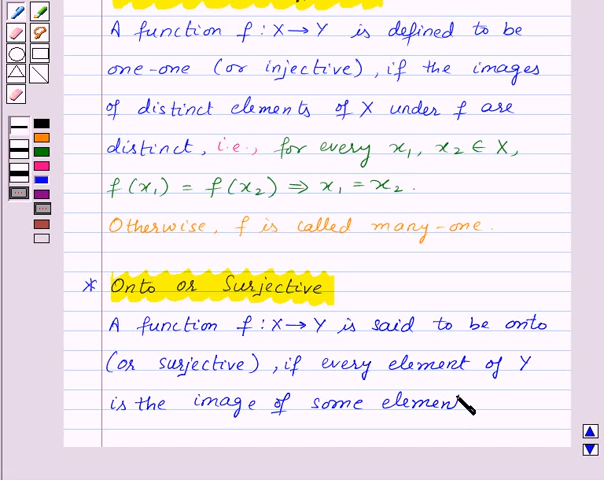 A function f : X → Y is defined to be
one-one (or injective), if the images
of distinct elements of X under f are
distinct, i.e., for every x₁, x₂ ∈ X,
f(x₁) = f(x₂) ⇒ x₁ = x₂.
Otherwise, f is called many-one.
* Onto or Surjective
A function f : X → Y is said to be onto
(or surjective), if every element of Y
is the image of some elemen